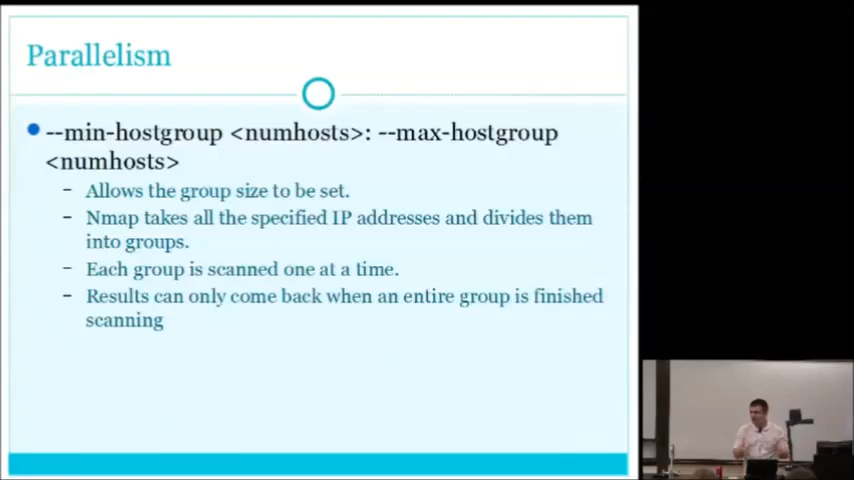 Parallelism
--min-hostgroup <numhosts>: --max-hostgroup
<numhosts>
– Allows the group size to be set.
– Nmap takes all the specified IP addresses and divides them
into groups.
– Each group is scanned one at a time.
– Results can only come back when an entire group is finished
scanning